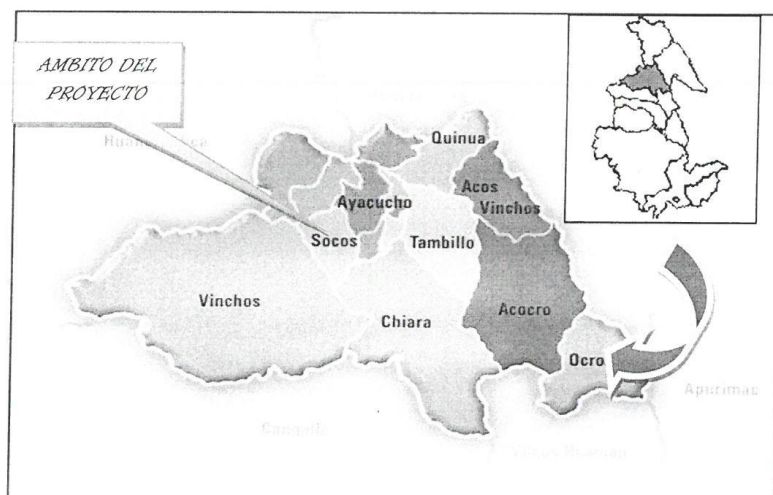 AMBITO DEL
PROYECTO
Quinua
Acos
Vinchos
Ayacucho
Socos
Tambillo
Vinchos
Chiara
Acocro
Ocro
Apurimac